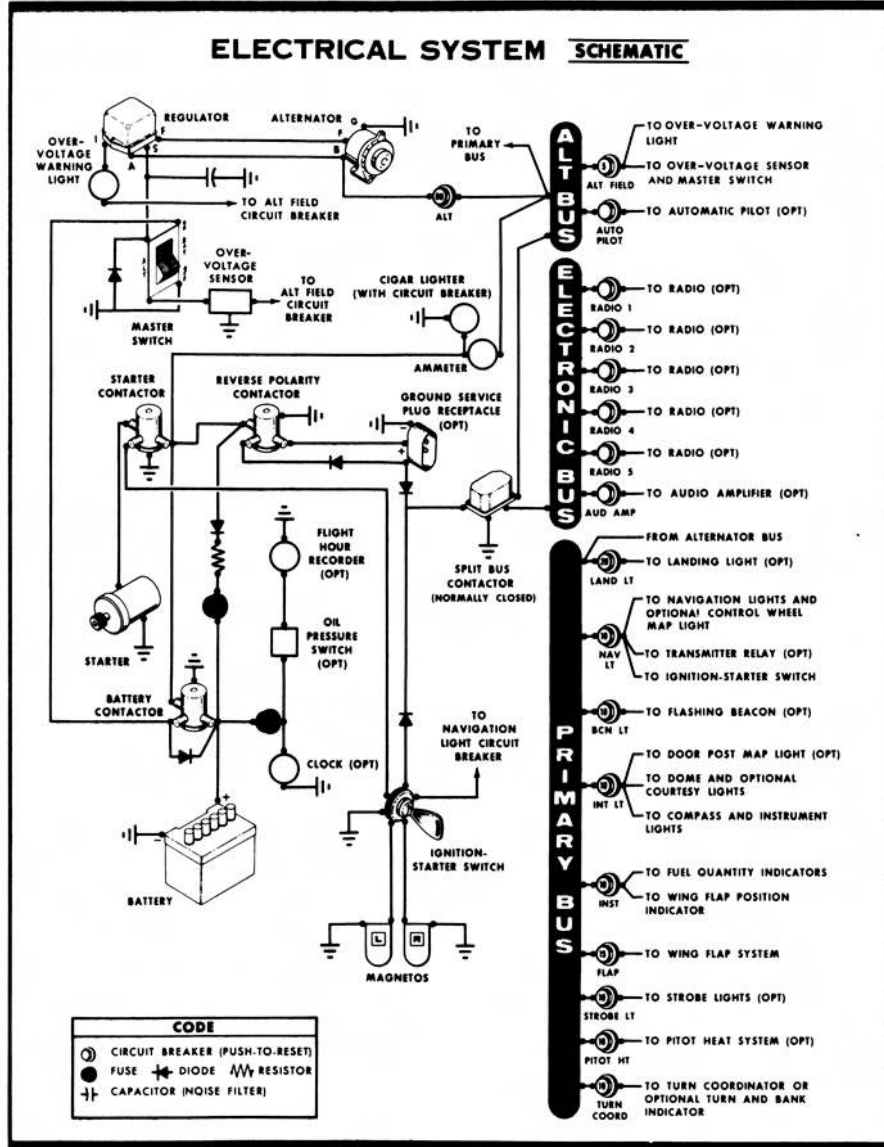 ELECTRICAL SYSTEM SCHEMATIC
REGULATOR
ALTERNATOR
G
F
F
I
S
A
B
OVER-
VOLTAGE
WARNING
LIGHT
TO ALT FIELD
CIRCUIT BREAKER
ALT
TO
PRIMARY
BUS
MASTER
SWITCH
OVER-
VOLTAGE
SENSOR
TO
ALT FIELD
CIRCUIT
BREAKER
CIGAR LIGHTER
(WITH CIRCUIT BREAKER)
AMMETER
STARTER
CONTACTOR
REVERSE POLARITY
CONTACTOR
GROUND SERVICE
PLUG RECEPTACLE
(OPT)
-
+
SPLIT BUS
CONTACTOR
(NORMALLY CLOSED)
FLIGHT
HOUR
RECORDER
(OPT)
OIL
PRESSURE
SWITCH
(OPT)
STARTER
BATTERY
CONTACTOR
CLOCK (OPT)
TO
NAVIGATION
LIGHT CIRCUIT
BREAKER
+
-
BATTERY
IGNITION-
STARTER SWITCH
L
R
MAGNETOS
ALT BUS
5
ALT FIELD
TO OVER-VOLTAGE WARNING
LIGHT
TO OVER-VOLTAGE SENSOR
AND MASTER SWITCH
AUTO
PILOT
TO AUTOMATIC PILOT (OPT)
ELECTRONIC BUS
TO RADIO (OPT)
RADIO 1
TO RADIO (OPT)
RADIO 2
TO RADIO (OPT)
RADIO 3
TO RADIO (OPT)
RADIO 4
TO RADIO (OPT)
RADIO 5
TO AUDIO AMPLIFIER (OPT)
AUD AMP
PRIMARY BUS
FROM ALTERNATOR BUS
20
TO LANDING LIGHT (OPT)
LAND LT
TO NAVIGATION LIGHTS AND
OPTIONAL CONTROL WHEEL
MAP LIGHT
10
NAV
LT
TO TRANSMITTER RELAY (OPT)
TO IGNITION-STARTER SWITCH
10
TO FLASHING BEACON (OPT)
BCN LT
TO DOOR POST MAP LIGHT (OPT)
10
TO DOME AND OPTIONAL
COURTESY LIGHTS
INT LT
TO COMPASS AND INSTRUMENT
LIGHTS
TO FUEL QUANTITY INDICATORS
10
INST
TO WING FLAP POSITION
INDICATOR
15
TO WING FLAP SYSTEM
FLAP
10
TO STROBE LIGHTS (OPT)
STROBE LT
10
TO PITOT HEAT SYSTEM (OPT)
PITOT HT
10
TURN
COORD
TO TURN COORDINATOR OR
OPTIONAL TURN AND BANK
INDICATOR
CODE
CIRCUIT BREAKER (PUSH-TO-RESET)
FUSE DIODE RESISTOR
CAPACITOR (NOISE FILTER)